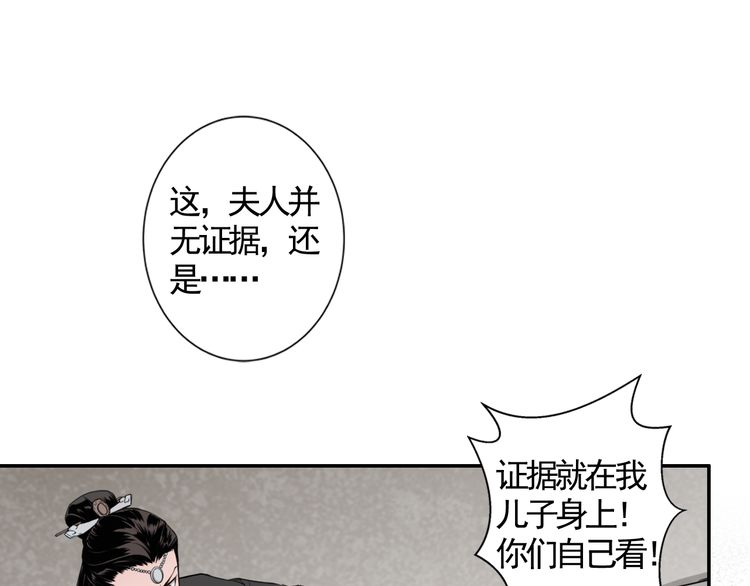 这，夫人并
无证据，还
是……
证据就在我
儿子身上！
你们自己看！